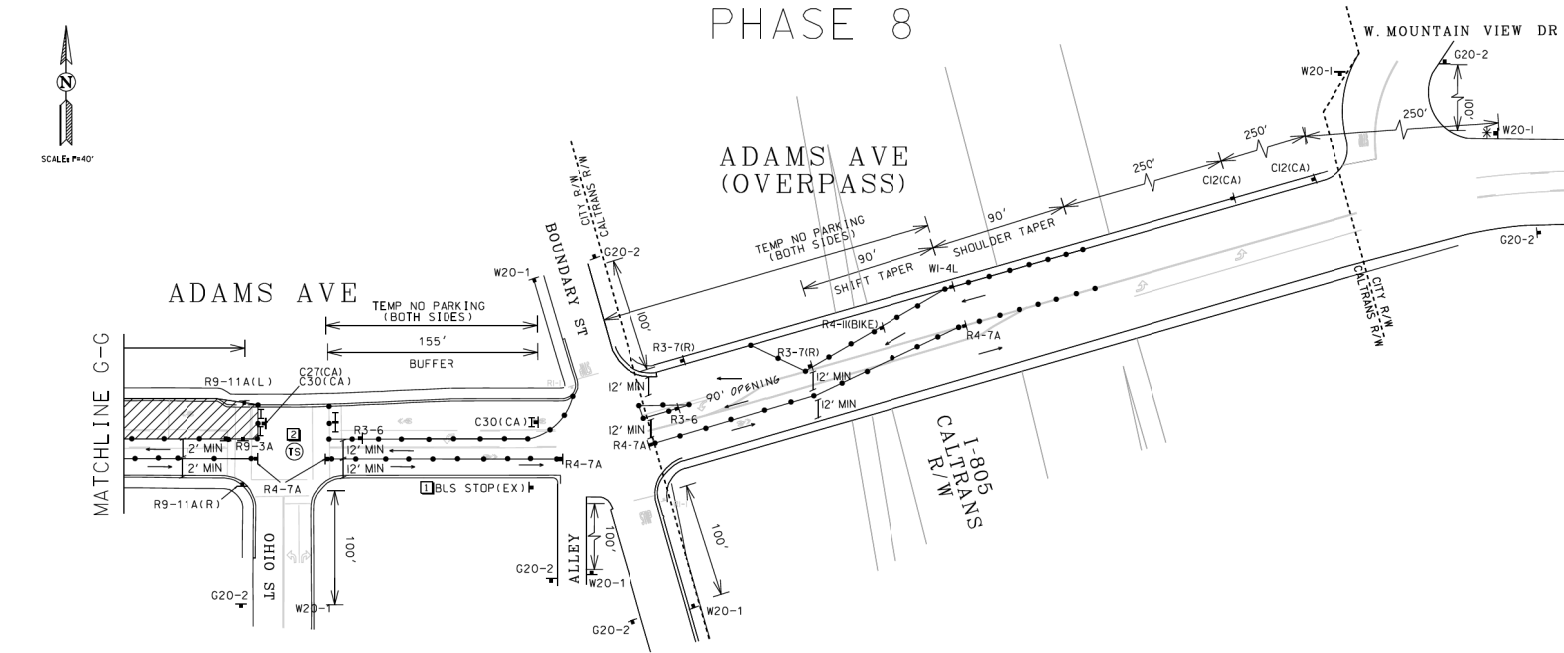 PHASE 8
W. MOUNTAIN VIEW DR
G20-2
W20-1
100'
250'
W20-1
250'
250'
C12(CA)
C12(CA)
N
SCALE: 1"=40'
ADAMS AVE
(OVERPASS)
CITY R/W
CALTRANS R/W
90'
SHOULDER TAPER
TEMP NO PARKING
(BOTH SIDES)
90'
SHIFT TAPER
W1-4L
G20-2
G20-2
BOUNDARY ST
W20-1
100'
CITY R/W
CALTRANS R/W
ADAMS AVE
TEMP NO PARKING
(BOTH SIDES)
155'
BUFFER
R4-11(BIKE)
R4-7A
R3-7(R)
R3-7(R)
12' MIN
12' MIN
90' OPENING
12' MIN
R3-6
12' MIN
R4-7A
MATCHLINE G-G
C27(CA)
C30(CA)
R9-11A(L)
R1-1
C30(CA)
2
TS
R3-6
R9-3A
2' MIN
12' MIN
2' MIN
12' MIN
R4-7A
R4-7A
1 BLS STOP(EX)
R9-11A(R)
I-805
CALTRANS
R/W
OHIO ST
100'
ALLEY
100'
100'
G20-2
W20-1
G20-2
W20-1
W20-1
G20-2